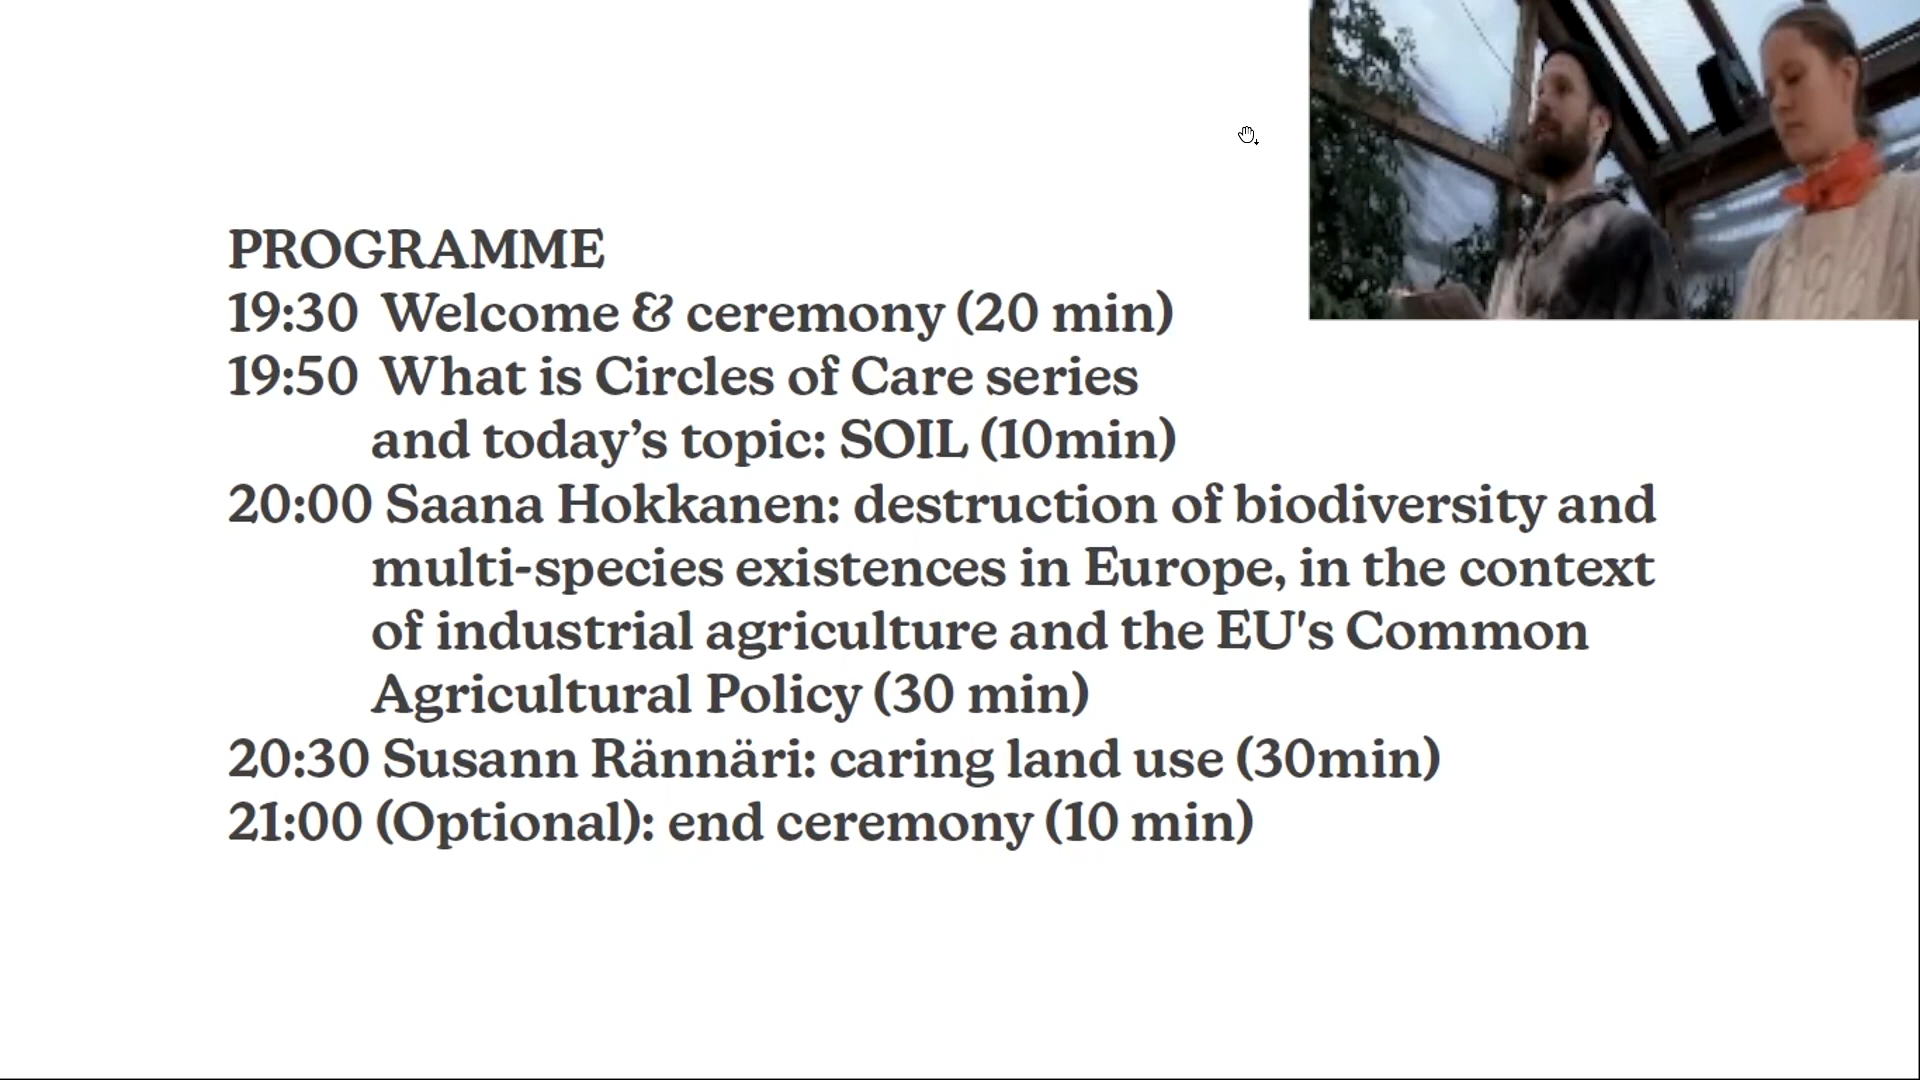 PROGRAMME
19:30 Welcome & ceremony (20 min)
19:50 What is Circles of Care series
and today’s topic: SOIL (10min)
20:00 Saana Hokkanen: destruction of biodiversity and
multi-species existences in Europe, in the context
of industrial agriculture and the EU's Common
Agricultural Policy (30 min)
20:30 Susann Rännäri: caring land use (30min)
21:00 (Optional): end ceremony (10 min)